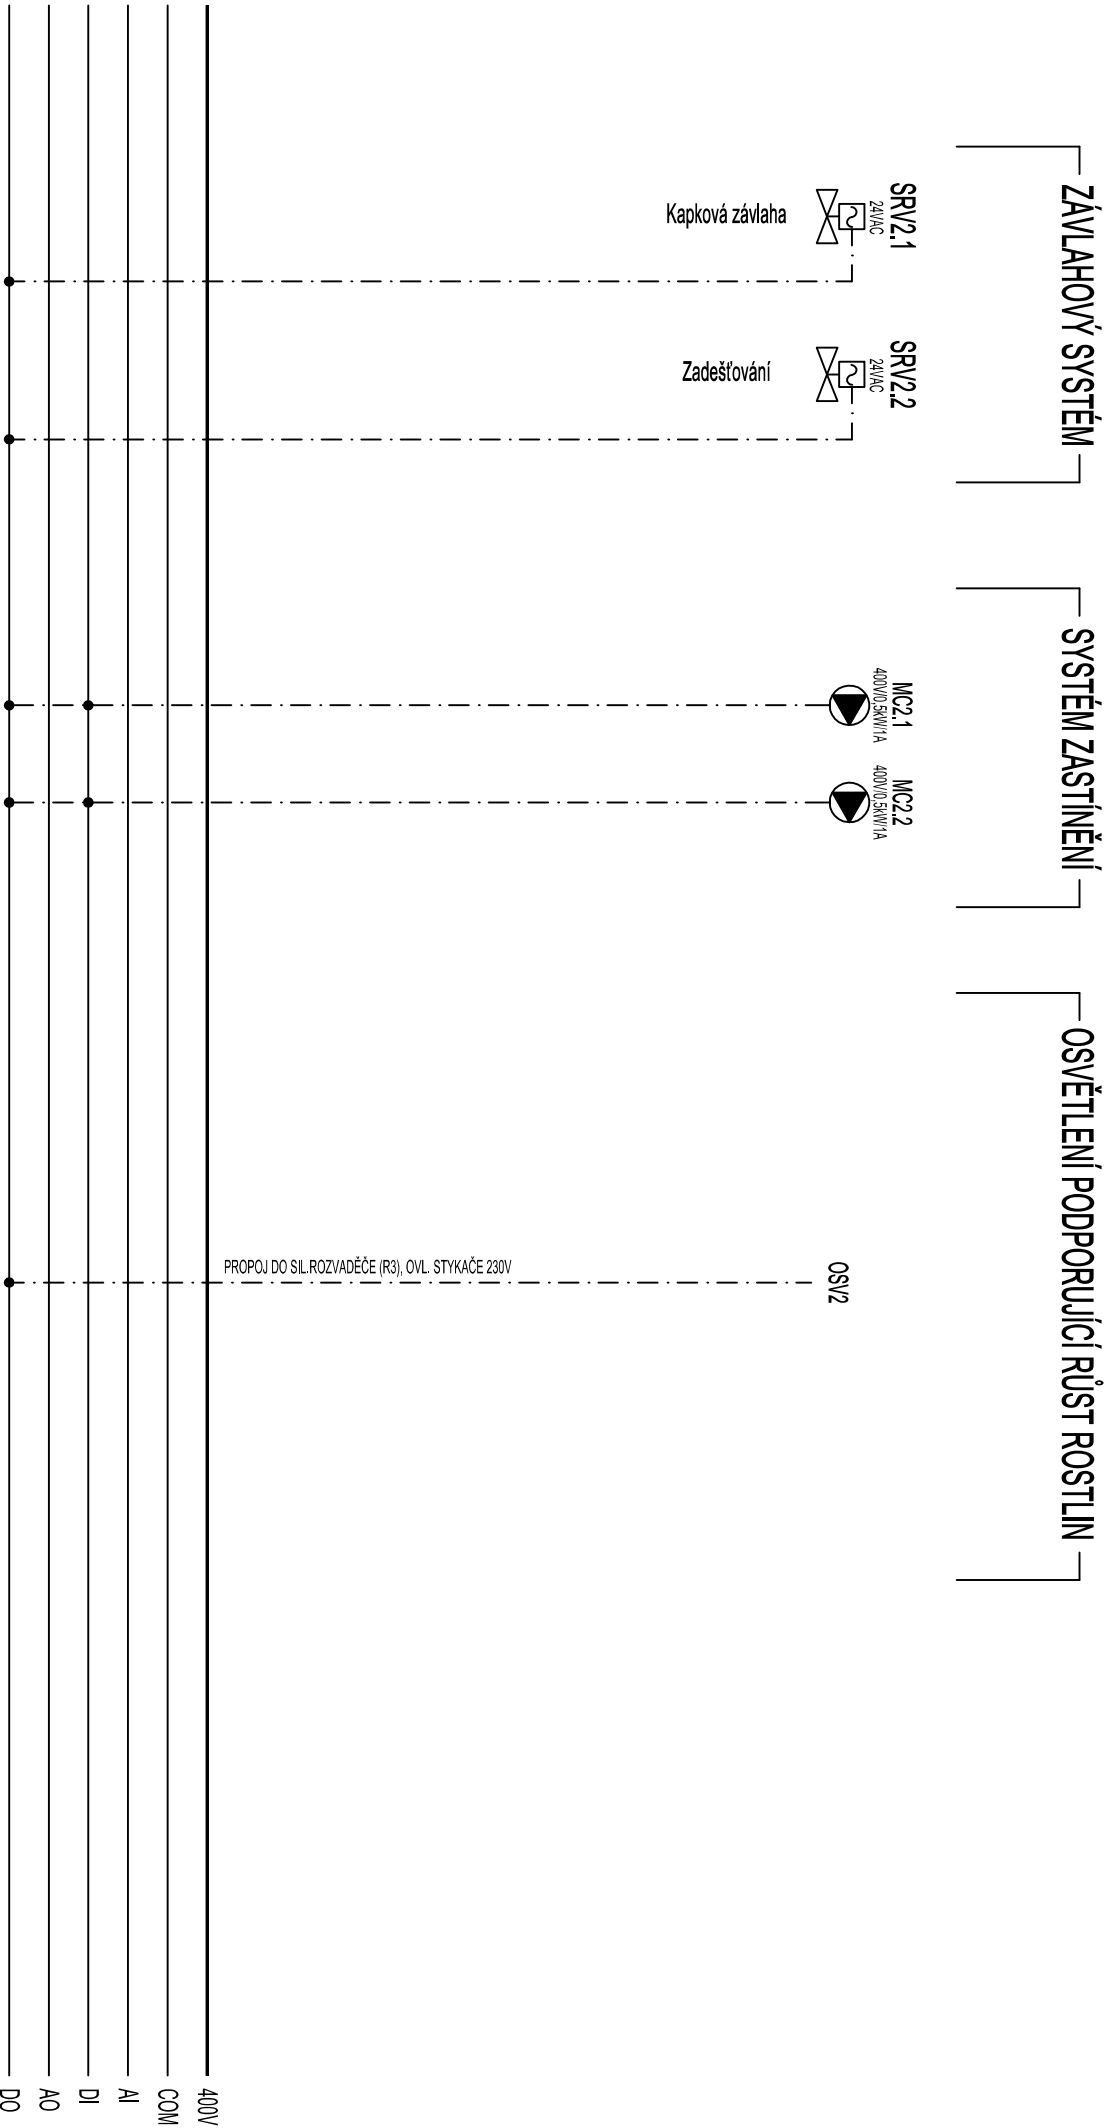 ZÁVLAHOVÝ SYSTÉM
SRV2.1
24VAC
Kapková závlaha
SRV2.2
24VAC
Zadešťování
SYSTÉM ZASTÍNĚNÍ
MC2.1
400V/0,5kW/1A
MC2.2
400V/0,5kW/1A
OSVĚTLENÍ PODPORUJÍCÍ RŮST ROSTLIN
OSV2
PROPOJ DO SIL.ROZVADĚČE (R3), OVL. STYKAČE 230V
400V
COM
AI
DI
AO
DO